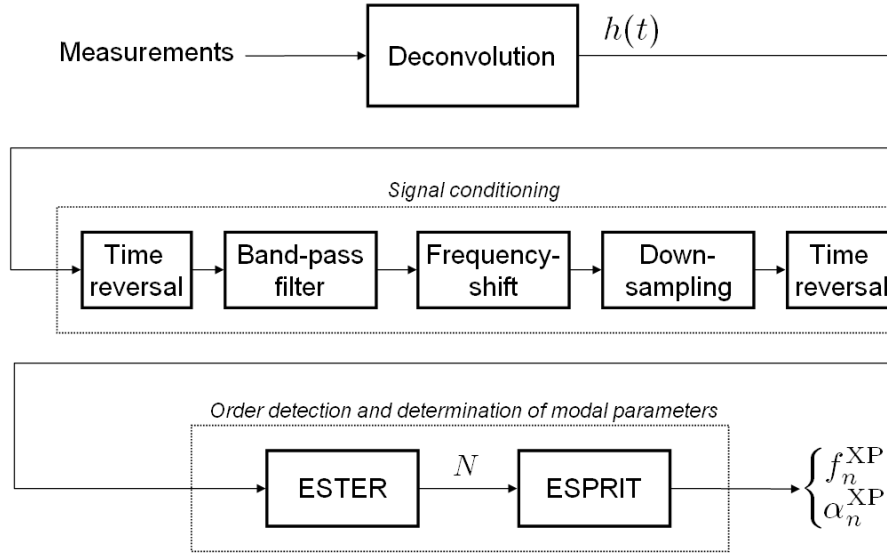 Measurements
Deconvolution
h(t)
Signal conditioning
Time
reversal
Band-pass
filter
Frequency-
shift
Down-
sampling
Time
reversal
Order detection and determination of modal parameters
ESTER
N
ESPRIT
f_n^XP
α_n^XP